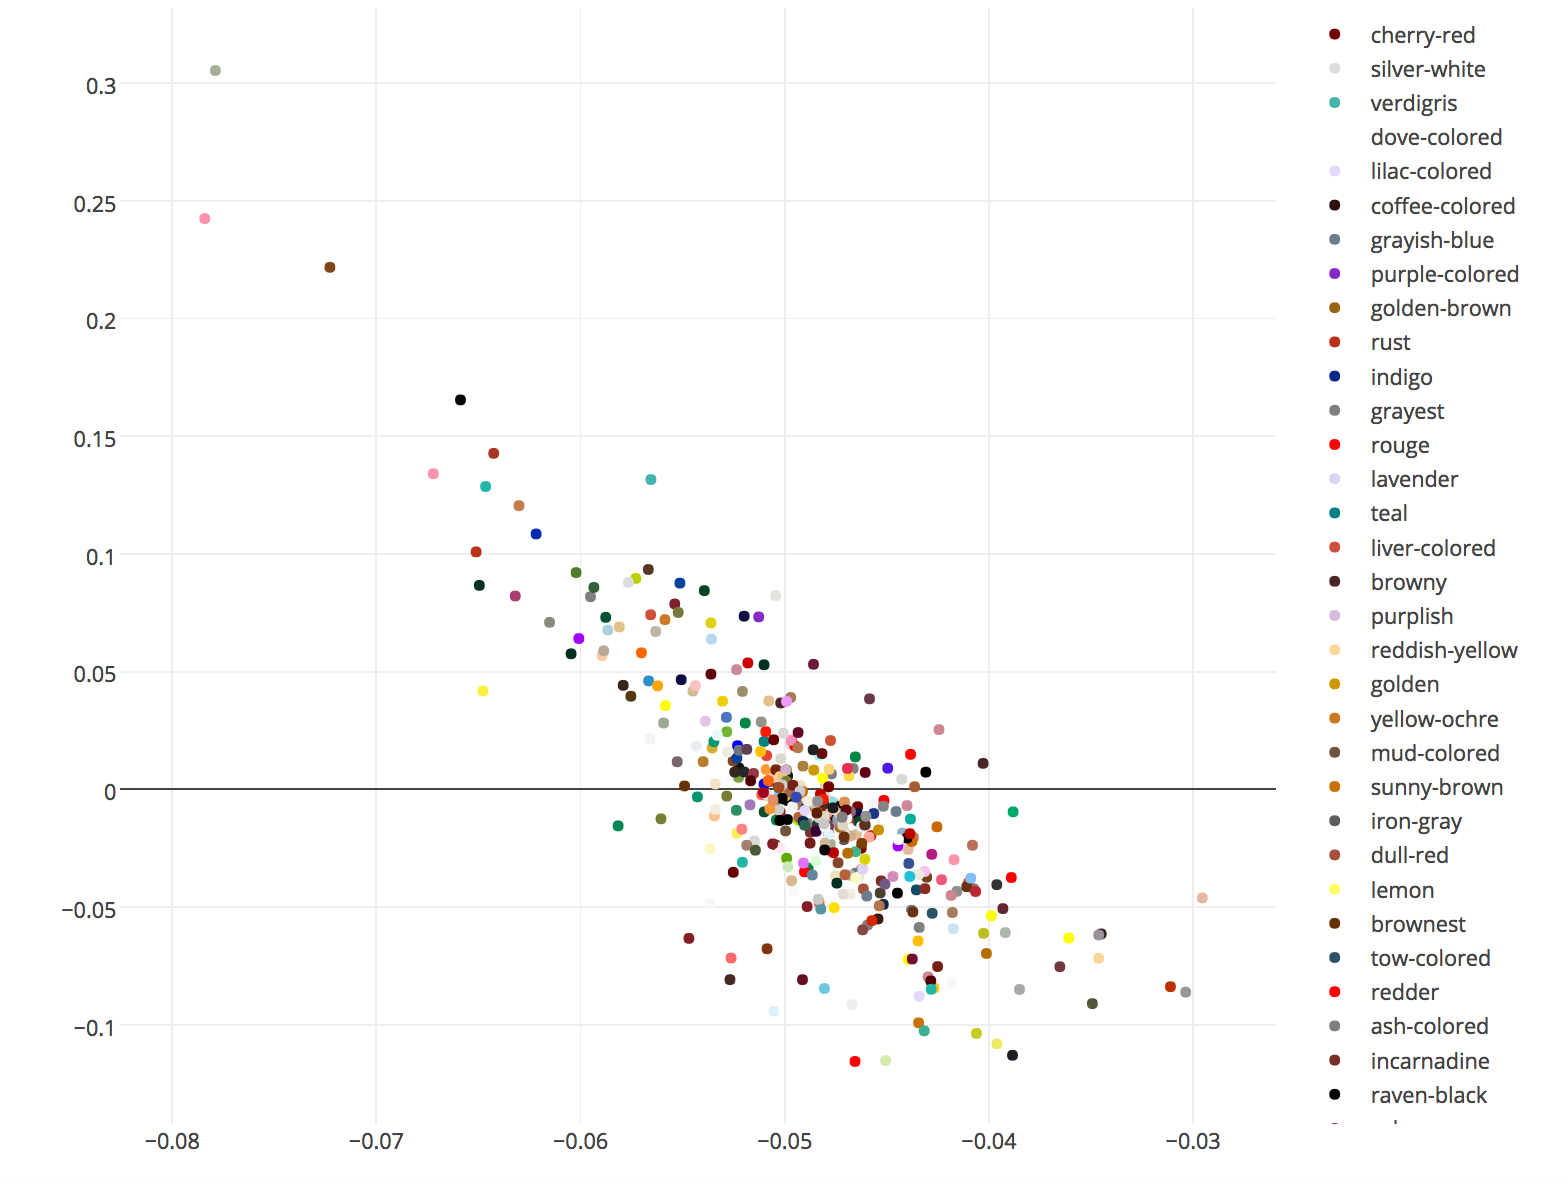 0.3
0.25
0.2
0.15
0.1
0.05
0
−0.05
−0.1
−0.08
−0.07
−0.06
−0.05
−0.04
−0.03
cherry-red
silver-white
verdigris
dove-colored
lilac-colored
coffee-colored
grayish-blue
purple-colored
golden-brown
rust
indigo
grayest
rouge
lavender
teal
liver-colored
browny
purplish
reddish-yellow
golden
yellow-ochre
mud-colored
sunny-brown
iron-gray
dull-red
lemon
brownest
tow-colored
redder
ash-colored
incarnadine
raven-black